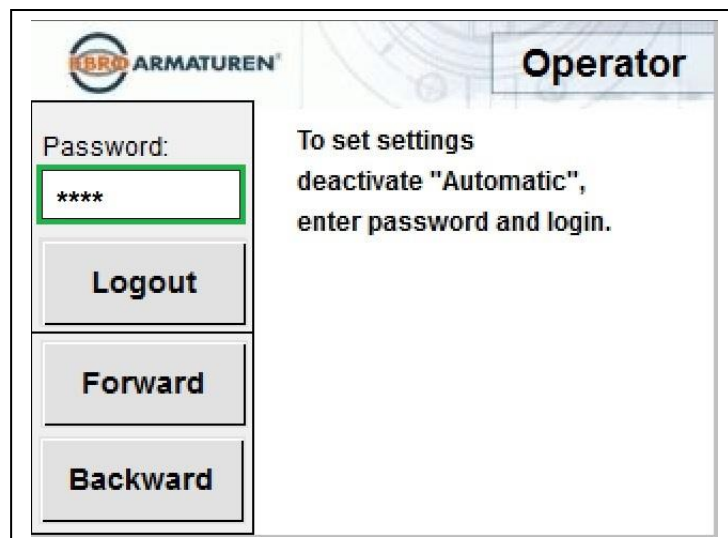 EBRO ARMATUREN®
Operator
Password:
****
Logout
Forward
Backward
To set settings
deactivate "Automatic",
enter password and login.